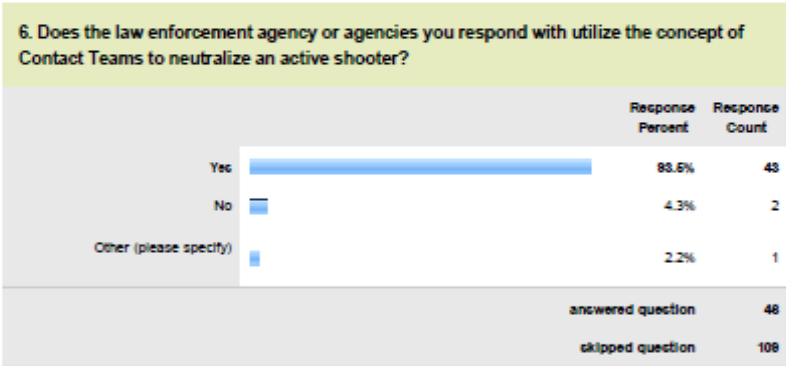 6. Does the law enforcement agency or agencies you respond with utilize the concept of
Contact Teams to neutralize an active shooter?
Response Percent Response Count
Yes 93.5% 43
No 4.3% 2
Other (please specify) 2.2% 1
answered question 46
skipped question 109